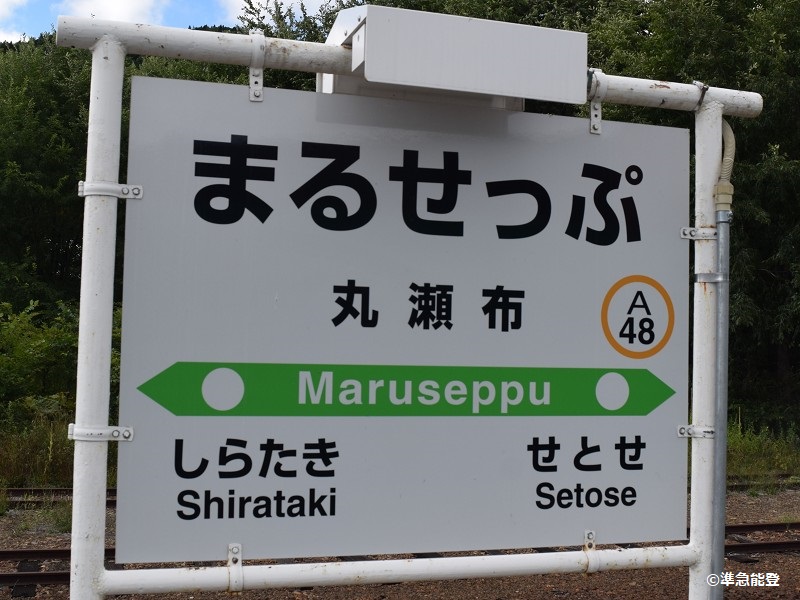 まるせっぷ
丸瀬布
A
48
Maruseppu
しらたき
Shirataki
せとせ
Setose
©準急能登